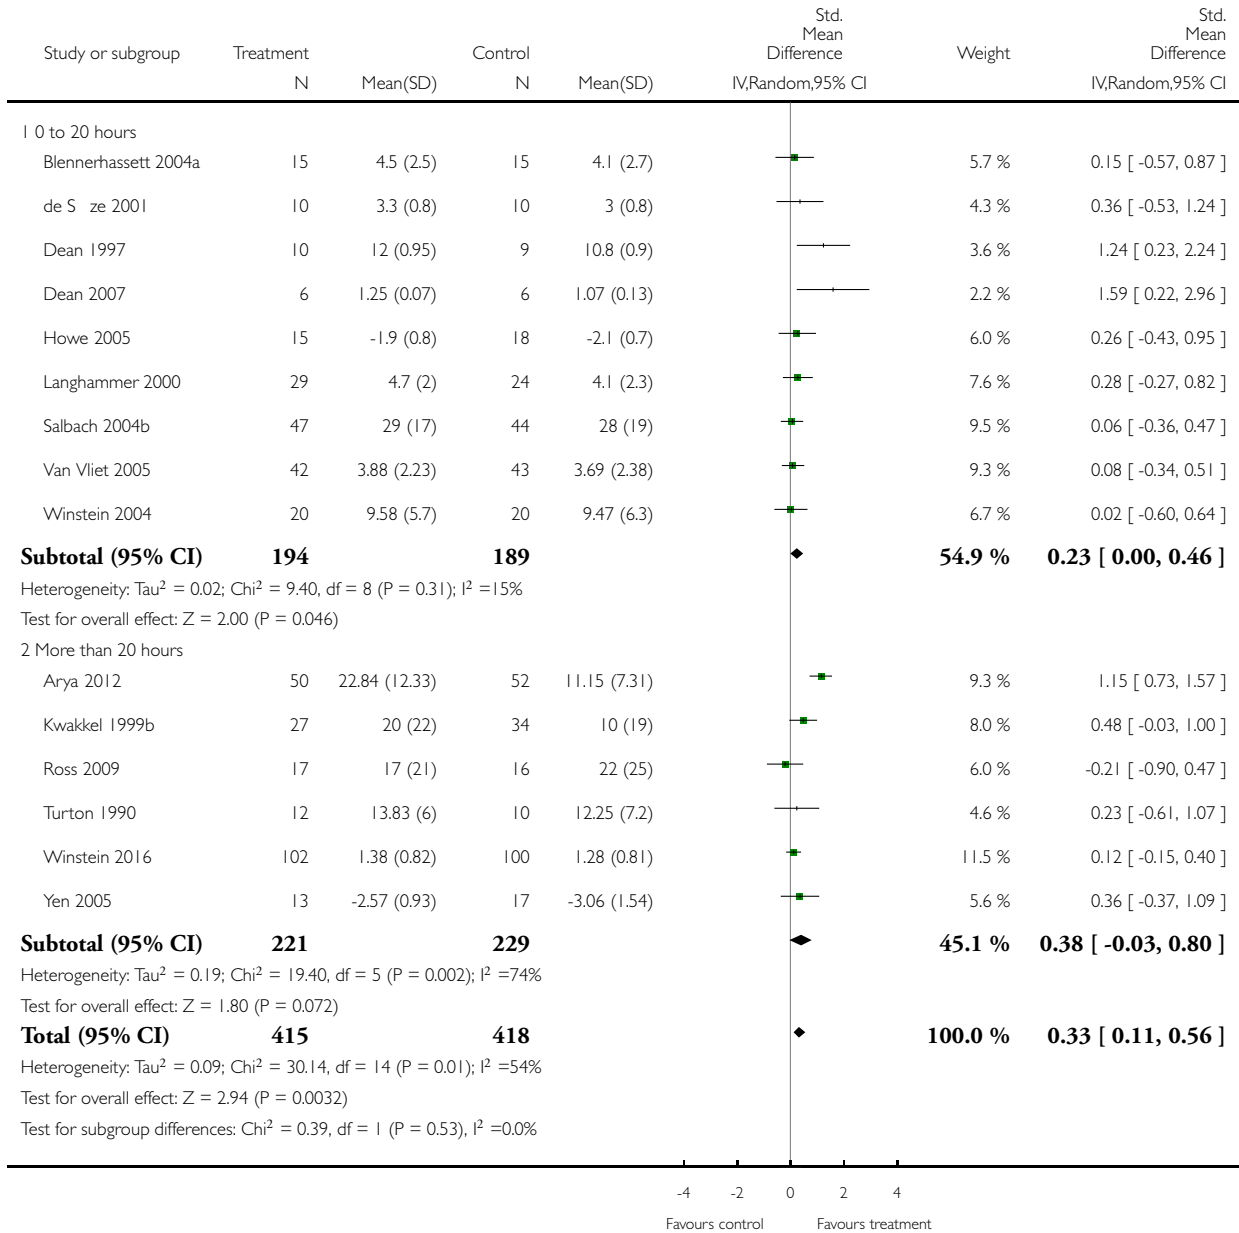 Study or subgroup Treatment Control Std. Mean Difference Weight Std. Mean Difference
N Mean(SD) N Mean(SD) IV,Random,95% CI IV,Random,95% CI
1 0 to 20 hours
Blennerhassett 2004a 15 4.5 (2.5) 15 4.1 (2.7) 5.7 % 0.15 [ -0.57, 0.87 ]
de S ze 2001 10 3.3 (0.8) 10 3 (0.8) 4.3 % 0.36 [ -0.53, 1.24 ]
Dean 1997 10 12 (0.95) 9 10.8 (0.9) 3.6 % 1.24 [ 0.23, 2.24 ]
Dean 2007 6 1.25 (0.07) 6 1.07 (0.13) 2.2 % 1.59 [ 0.22, 2.96 ]
Howe 2005 15 -1.9 (0.8) 18 -2.1 (0.7) 6.0 % 0.26 [ -0.43, 0.95 ]
Langhammer 2000 29 4.7 (2) 24 4.1 (2.3) 7.6 % 0.28 [ -0.27, 0.82 ]
Salbach 2004b 47 29 (17) 44 28 (19) 9.5 % 0.06 [ -0.36, 0.47 ]
Van Vliet 2005 42 3.88 (2.23) 43 3.69 (2.38) 9.3 % 0.08 [ -0.34, 0.51 ]
Winstein 2004 20 9.58 (5.7) 20 9.47 (6.3) 6.7 % 0.02 [ -0.60, 0.64 ]
Subtotal (95% CI) 194 189 54.9 % 0.23 [ 0.00, 0.46 ]
Heterogeneity: Tau² = 0.02; Chi² = 9.40, df = 8 (P = 0.31); I² =15%
Test for overall effect: Z = 2.00 (P = 0.046)
2 More than 20 hours
Arya 2012 50 22.84 (12.33) 52 11.15 (7.31) 9.3 % 1.15 [ 0.73, 1.57 ]
Kwakkel 1999b 27 20 (22) 34 10 (19) 8.0 % 0.48 [ -0.03, 1.00 ]
Ross 2009 17 17 (21) 16 22 (25) 6.0 % -0.21 [ -0.90, 0.47 ]
Turton 1990 12 13.83 (6) 10 12.25 (7.2) 4.6 % 0.23 [ -0.61, 1.07 ]
Winstein 2016 102 1.38 (0.82) 100 1.28 (0.81) 11.5 % 0.12 [ -0.15, 0.40 ]
Yen 2005 13 -2.57 (0.93) 17 -3.06 (1.54) 5.6 % 0.36 [ -0.37, 1.09 ]
Subtotal (95% CI) 221 229 45.1 % 0.38 [ -0.03, 0.80 ]
Heterogeneity: Tau² = 0.19; Chi² = 19.40, df = 5 (P = 0.002); I² =74%
Test for overall effect: Z = 1.80 (P = 0.072)
Total (95% CI) 415 418 100.0 % 0.33 [ 0.11, 0.56 ]
Heterogeneity: Tau² = 0.09; Chi² = 30.14, df = 14 (P = 0.01); I² =54%
Test for overall effect: Z = 2.94 (P = 0.0032)
Test for subgroup differences: Chi² = 0.39, df = 1 (P = 0.53), I² =0.0%
-4 -2 0 2 4
Favours control Favours treatment